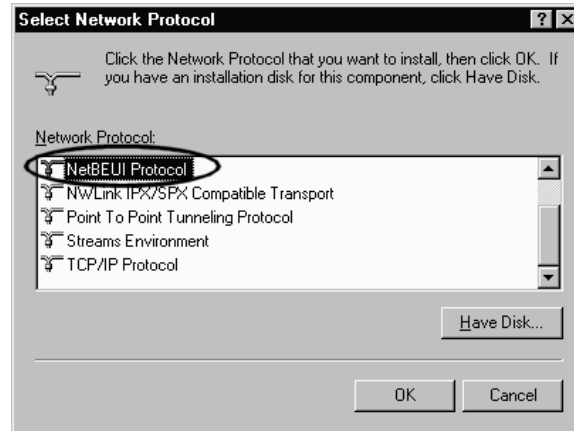 Select Network Protocol
Click the Network Protocol that you want to install, then click OK. If
you have an installation disk for this component, click Have Disk.
Network Protocol:
NetBEUI Protocol
NWLink IPX/SPX Compatible Transport
Point To Point Tunneling Protocol
Streams Environment
TCP/IP Protocol
Have Disk...
OK Cancel